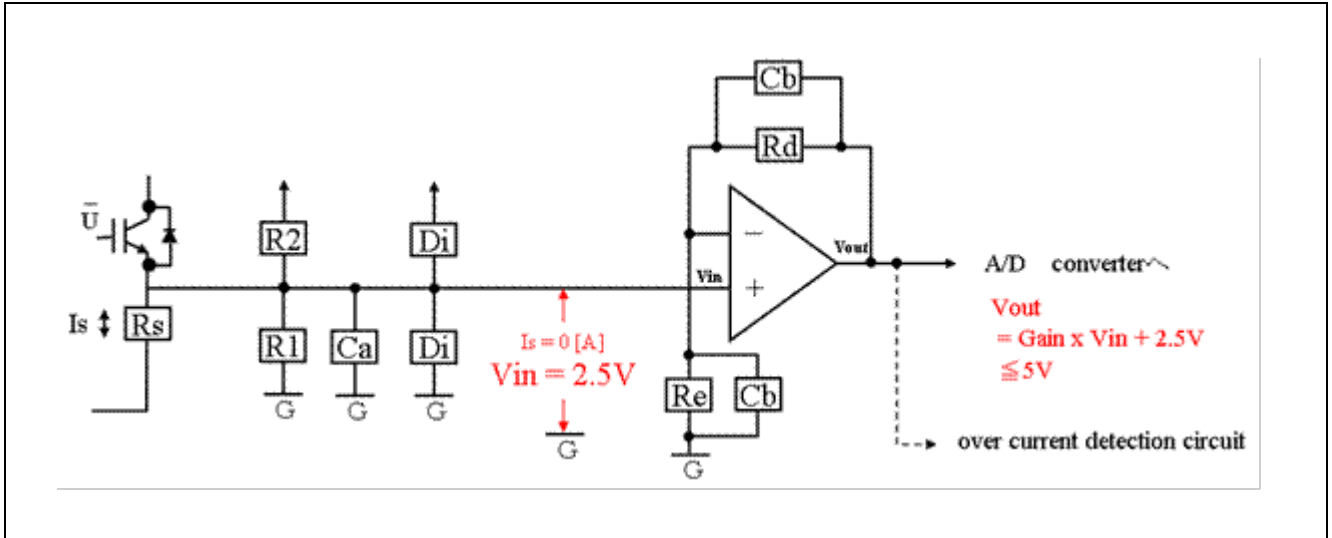 Cb
Rd
U
R2
Di
Vin
Vout
A/D converter
Is
Rs
R1
Ca
Di
Is = 0 [A]
Vin = 2.5V
Vout
= Gain x Vin + 2.5V
≦5V
Re
Cb
G
G
G
G
G
over current detection circuit
−
+